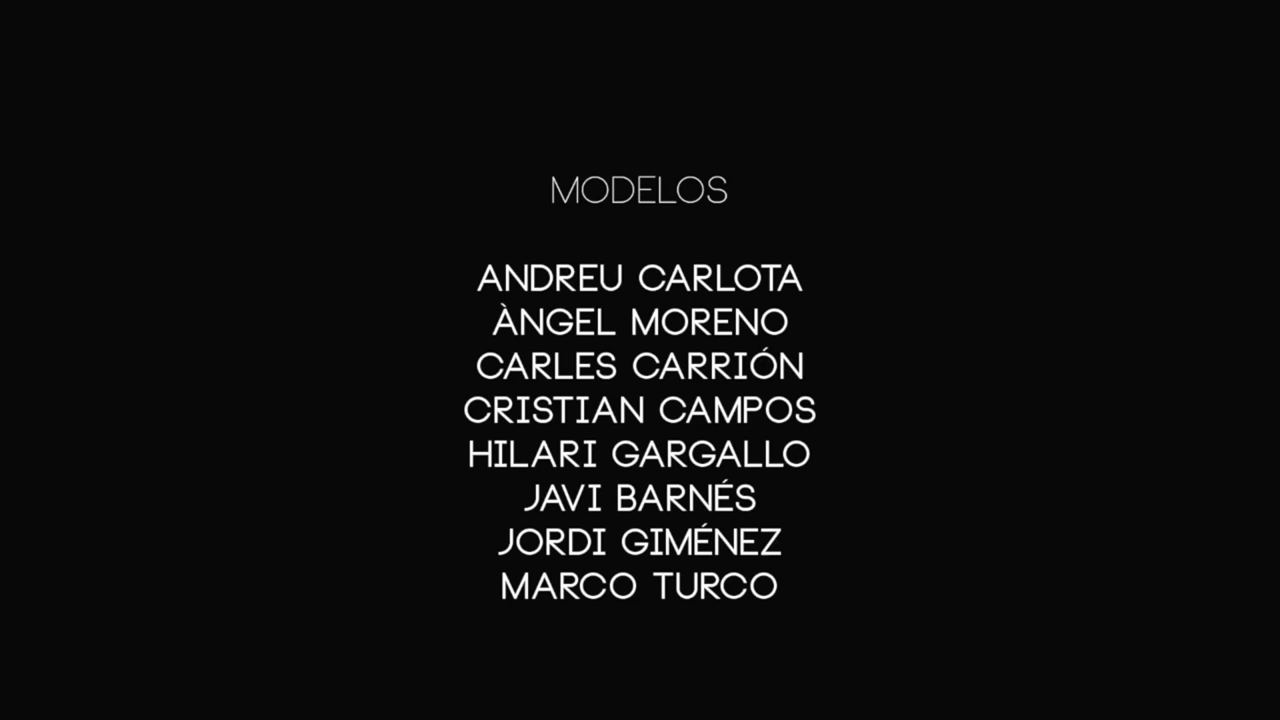 MODELOS
ANDREU CARLOTA
ÀNGEL MORENO
CARLES CARRIÓN
CRISTIAN CAMPOS
HILARI GARGALLO
JAVI BARNÉS
JORDI GIMÉNEZ
MARCO TURCO